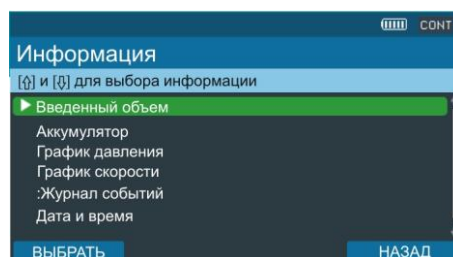 CONT
Информация
[⇧] и [⇩] для выбора информации
Введенный объем
Аккумулятор
График давления
График скорости
:Журнал событий
Дата и время
ВЫБРАТЬ НАЗАД